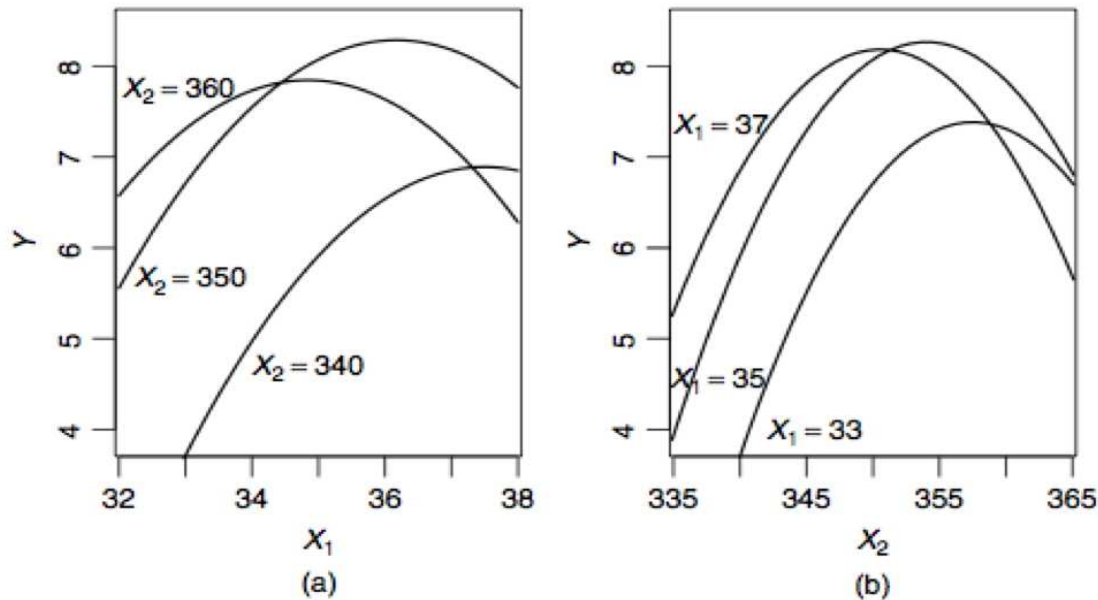 8
7
6
5
4
Y
X₂ = 360
X₂ = 350
X₂ = 340
32 34 36 38
X₁
(a)
8
7
6
5
4
Y
X₁ = 37
X₁ = 35
X₁ = 33
335 345 355 365
X₂
(b)